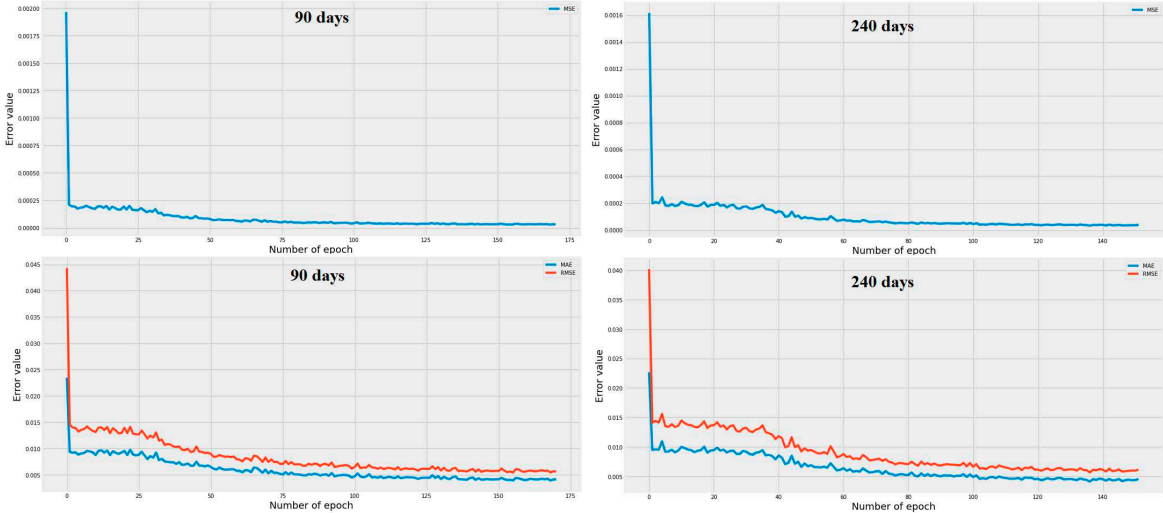 90 days
MSE
0.00200
0.00175
0.00150
0.00125
0.00100
0.00075
0.00050
0.00025
0.00000
Error value
0 25 50 75 100 125 150 175
Number of epoch
240 days
MSE
0.0016
0.0014
0.0012
0.0010
0.0008
0.0006
0.0004
0.0002
0.0000
Error value
0 20 40 60 80 100 120 140
Number of epoch
90 days
MAE
RMSE
0.045
0.040
0.035
0.030
0.025
0.020
0.015
0.010
0.005
Error value
0 25 50 75 100 125 150 175
Number of epoch
240 days
MAE
RMSE
0.040
0.035
0.030
0.025
0.020
0.015
0.010
0.005
Error value
0 20 40 60 80 100 120 140
Number of epoch